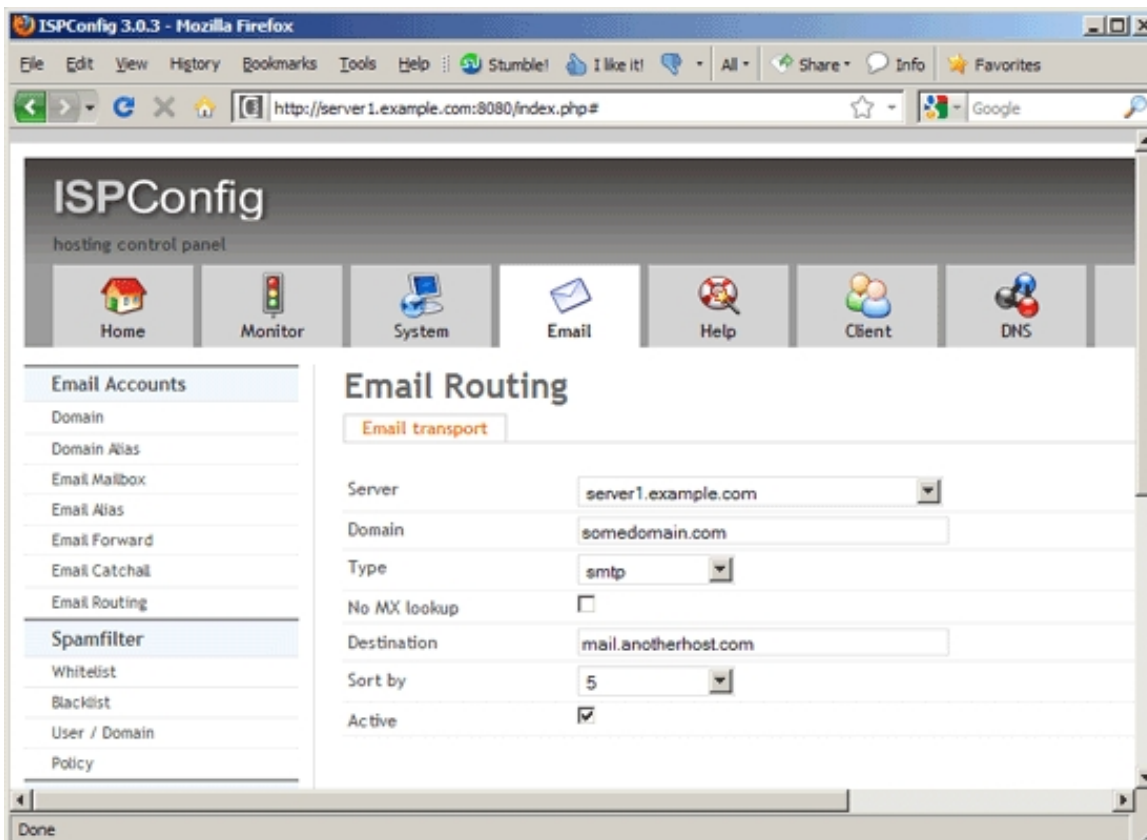 ISPConfig 3.0.3 - Mozilla Firefox
File Edit View History Bookmarks Tools Help Stumble! I like it! All Share Info Favorites
http://server1.example.com:8080/index.php# Google
ISPConfig
hosting control panel
Home Monitor System Email Help Client DNS
Email Accounts
Domain
Domain Alias
Email Mailbox
Email Alias
Email Forward
Email Catchall
Email Routing
Spamfilter
Whitelist
Blacklist
User / Domain
Policy
Email Routing
Email transport
Server server1.example.com
Domain somedomain.com
Type smtp
No MX lookup
Destination mail.anotherhost.com
Sort by 5
Active
Done